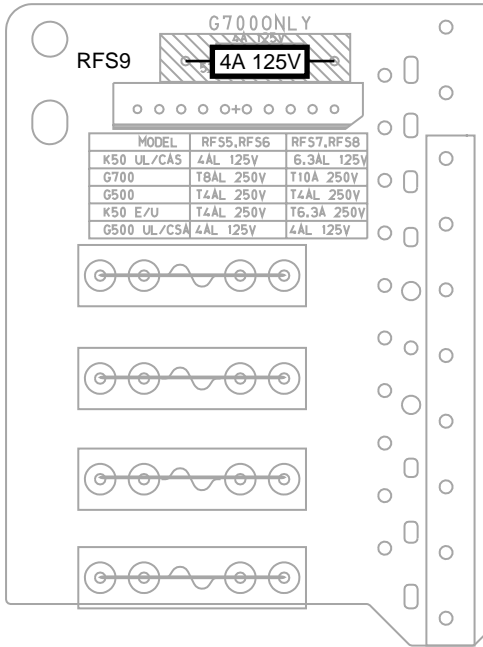 G700ONLY
4A 125V
RFS9
4A 125V
MODEL RFS5,RFS6 RFS7,RFS8
K50 UL/CAS 4AL 125V 6.3AL 125V
G700 T8AL 250V T10A 250V
G500 T4AL 250V T4AL 250V
K50 E/U T4AL 250V T6.3A 250V
G500 UL/CSA 4AL 125V 4AL 125V